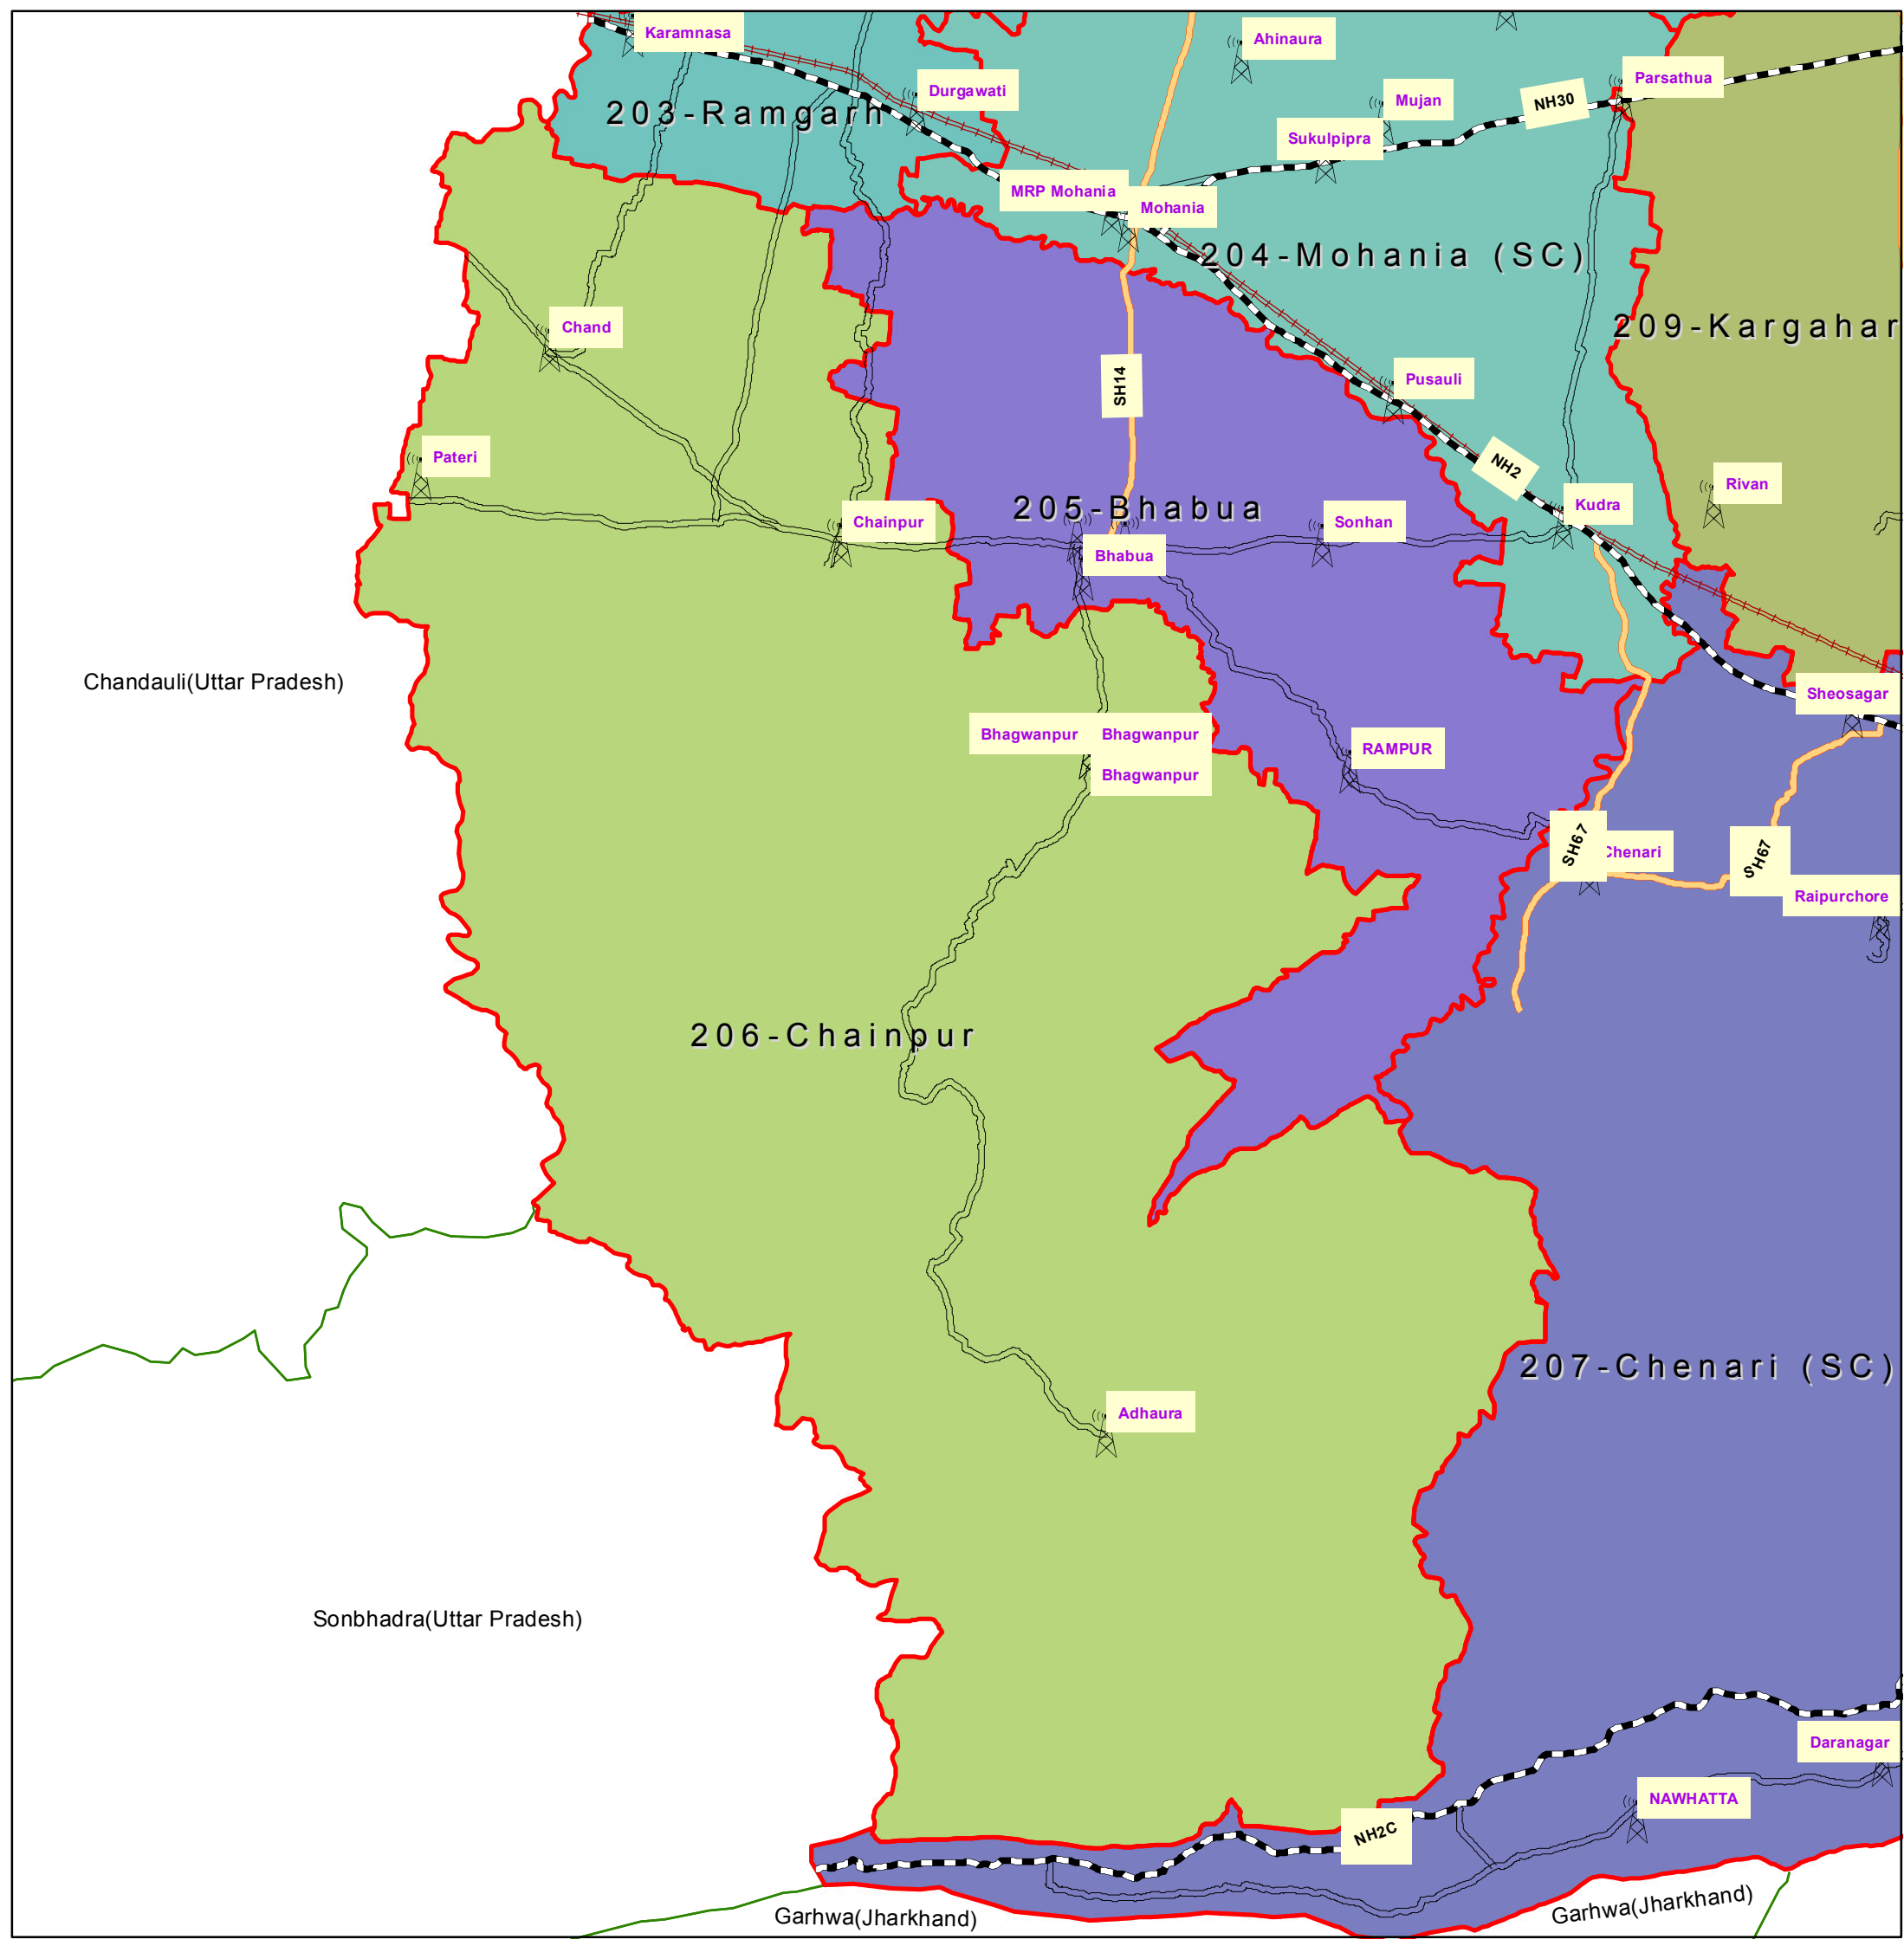 Karamnasa
Ahinaura
Parsathua
Durgawati
Mujan
NH30
203-Ramgarh
Sukulpipra
MRP Mohania
Mohania
204-Mohania (SC)
209-Kargahar
Chand
Pusauli
SH14
Pateri
NH2
Rivan
Kudra
205-Bhabua
Chainpur
Sonhan
Bhabua
Chandauli(Uttar Pradesh)
Sheosagar
Bhagwanpur
Bhagwanpur
RAMPUR
Bhagwanpur
SH67
Chenari
SH67
Raipurchore
206-Chainpur
207-Chenari (SC)
Adhaura
Sonbhadra(Uttar Pradesh)
Daranagar
NAWHATTA
NH2C
Garhwa(Jharkhand)
Garhwa(Jharkhand)